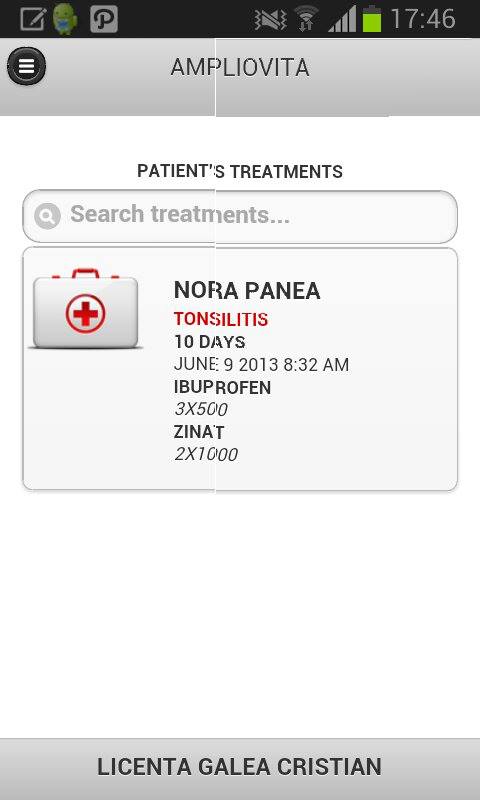 17:46
AMPLIOVITA
PATIENT'S TREATMENTS
Search treatments...
NORA PANEA
TONSILITIS
10 DAYS
JUNE 9 2013 8:32 AM
IBUPROFEN
3X500
ZINAT
2X1000
LICENTA GALEA CRISTIAN